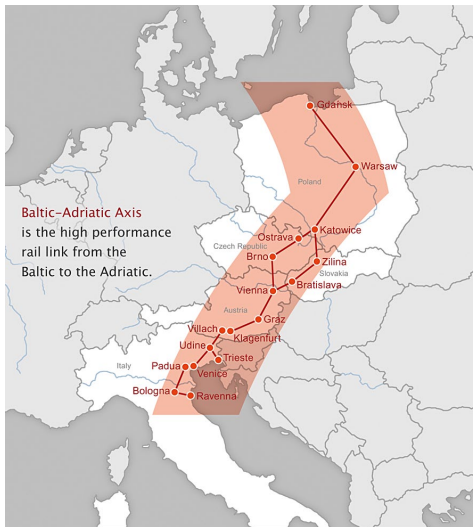 Gdańsk
Warsaw
Poland
Baltic–Adriatic Axis
is the high performance
rail link from the
Baltic to the Adriatic.
Katowice
Ostrava
Czech Republic
Brno
Zilina
Slovakia
Bratislava
Vienna
Austria
Graz
Villach
Klagenfurt
Udine
Trieste
Italy
Padua
Venice
Bologna
Ravenna